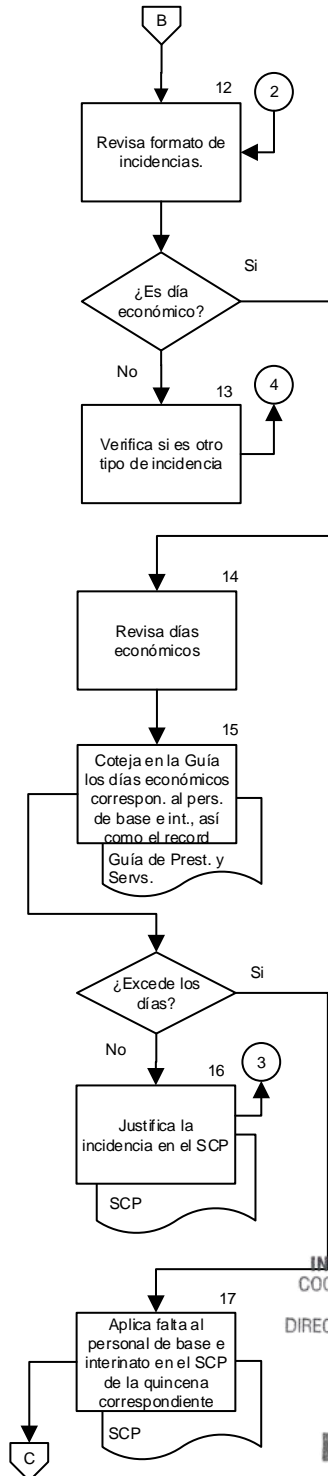 B
12
2
Revisa formato de
incidencias.
¿Es día
económico?
Si
No
13
4
Verifica si es otro
tipo de incidencia
14
Revisa días
económicos
15
Coteja en la Guía
los días económicos
correspon. al pers.
de base e int., así
como el record
Guía de Prest. y
Servs.
¿Excede los
días?
Si
No
16
3
Justifica la
incidencia en el SCP
SCP
IN
COO
DIREC
17
Aplica falta al
personal de base e
interinato en el SCP
de la quincena
correspondiente
SCP
C